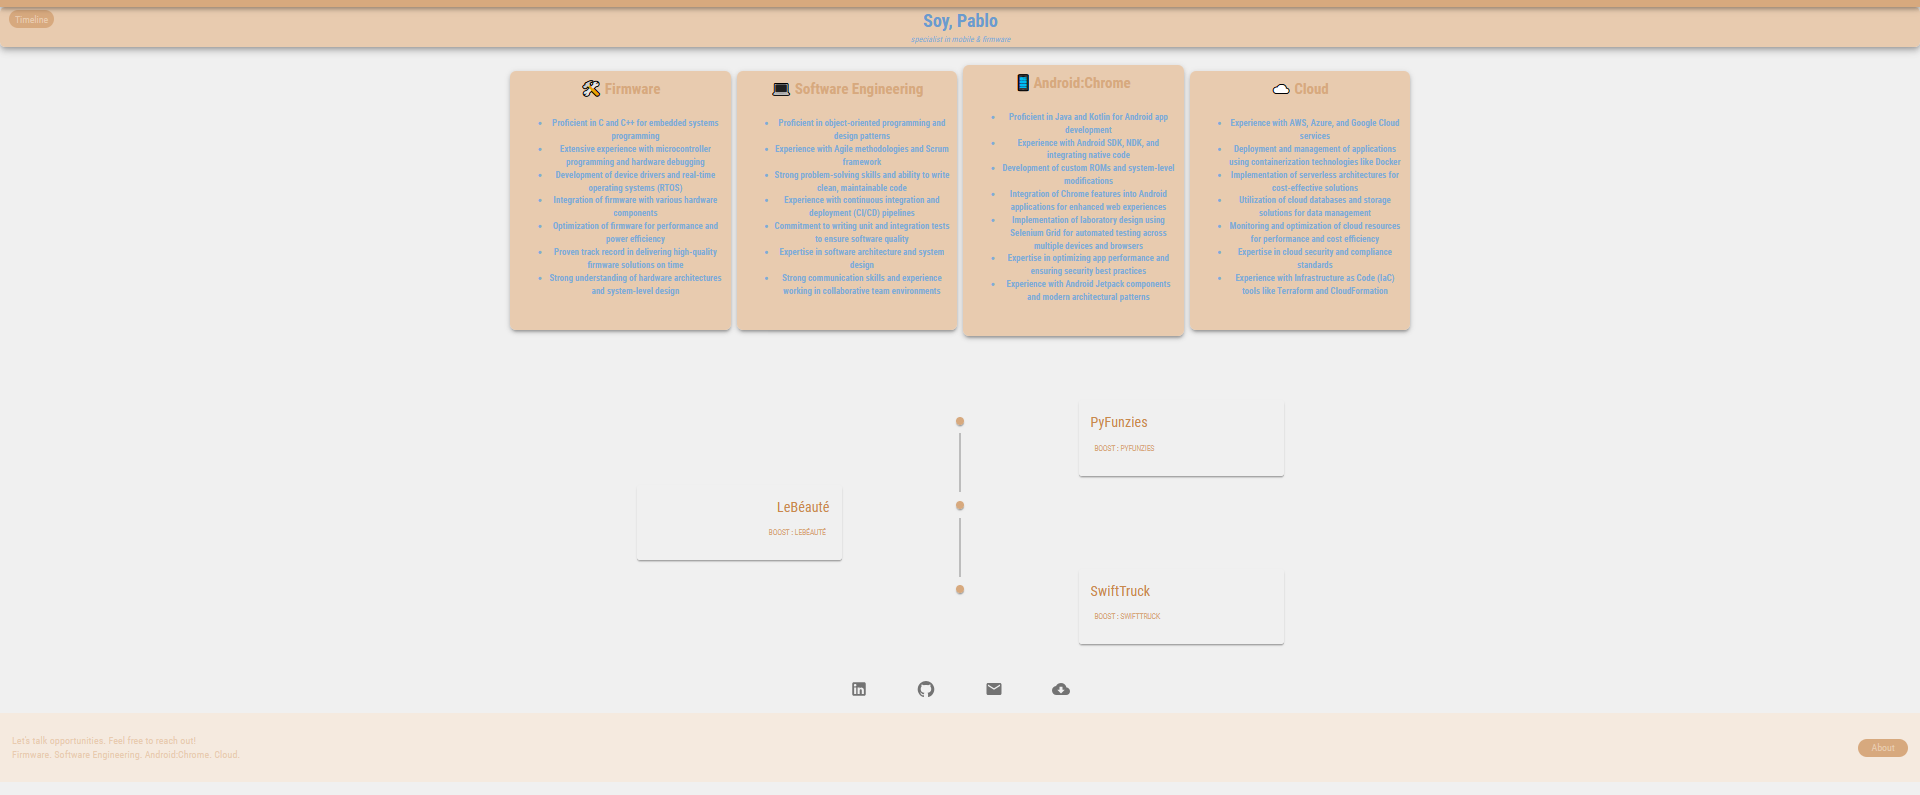 Timeline
Soy, Pablo
specialist in mobile & firmware
Firmware
Proficient in C and C++ for embedded systems
programming
Extensive experience with microcontroller
programming and hardware debugging
Development of device drivers and real-time
operating systems (RTOS)
Integration of firmware with various hardware
components
Optimization of firmware for performance and
power efficiency
Proven track record in delivering high-quality
firmware solutions on time
Strong understanding of hardware architectures
and system-level design
Software Engineering
Proficient in object-oriented programming and
design patterns
Experience with Agile methodologies and Scrum
framework
Strong problem-solving skills and ability to write
clean, maintainable code
Experience with continuous integration and
deployment (CI/CD) pipelines
Commitment to writing unit and integration tests
to ensure software quality
Expertise in software architecture and system
design
Strong communication skills and experience
working in collaborative team environments
Android:Chrome
Proficient in Java and Kotlin for Android app
development
Experience with Android SDK, NDK, and
integrating native code
Development of custom ROMs and system-level
modifications
Integration of Chrome features into Android
applications for enhanced web experiences
Implementation of laboratory design using
Selenium Grid for automated testing across
multiple devices and browsers
Expertise in optimizing app performance and
ensuring security best practices
Experience with Android Jetpack components
and modern architectural patterns
Cloud
Experience with AWS, Azure, and Google Cloud
services
Deployment and management of applications
using containerization technologies like Docker
Implementation of serverless architectures for
cost-effective solutions
Utilization of cloud databases and storage
solutions for data management
Monitoring and optimization of cloud resources
for performance and cost efficiency
Expertise in cloud security and compliance
standards
Experience with Infrastructure as Code (IaC)
tools like Terraform and CloudFormation
PyFunzies
BOOST : PYFUNZIES
LeBéauté
BOOST : LEBÉAUTÉ
SwiftTruck
BOOST : SWIFTTRUCK
Let's talk opportunities. Feel free to reach out!
Firmware. Software Engineering. Android:Chrome. Cloud.
About